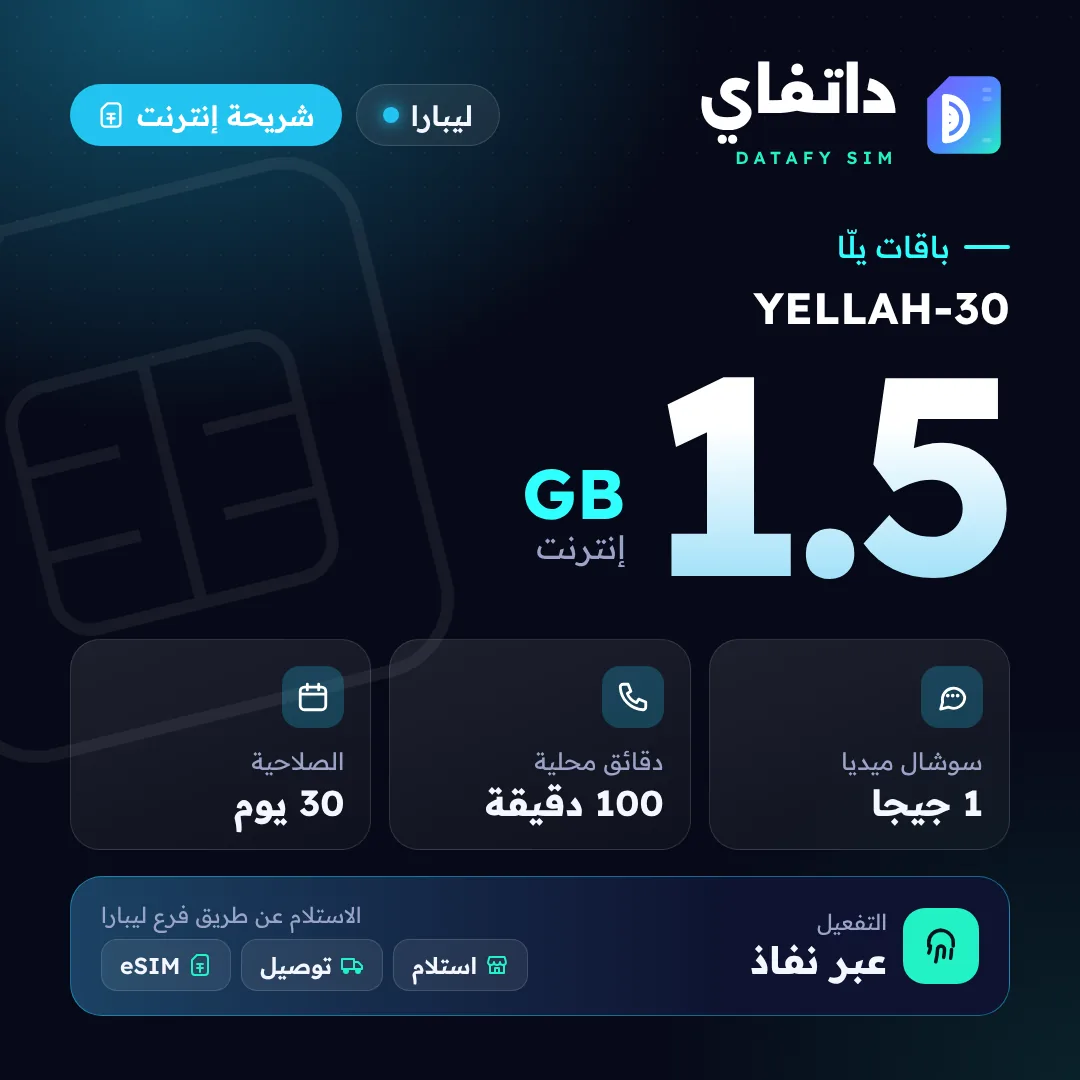 داتفاي
DATAFY SIM
ليبارا
شريحة إنترنت
باقات يلّا
YELLAH-30
1.5
GB
إنترنت
سوشال ميديا
1 جيجا
دقائق محلية
100 دقيقة
الصلاحية
30 يوم
التفعيل
عبر نفاذ
الاستلام عن طريق فرع ليبارا
استلام
توصيل
eSIM